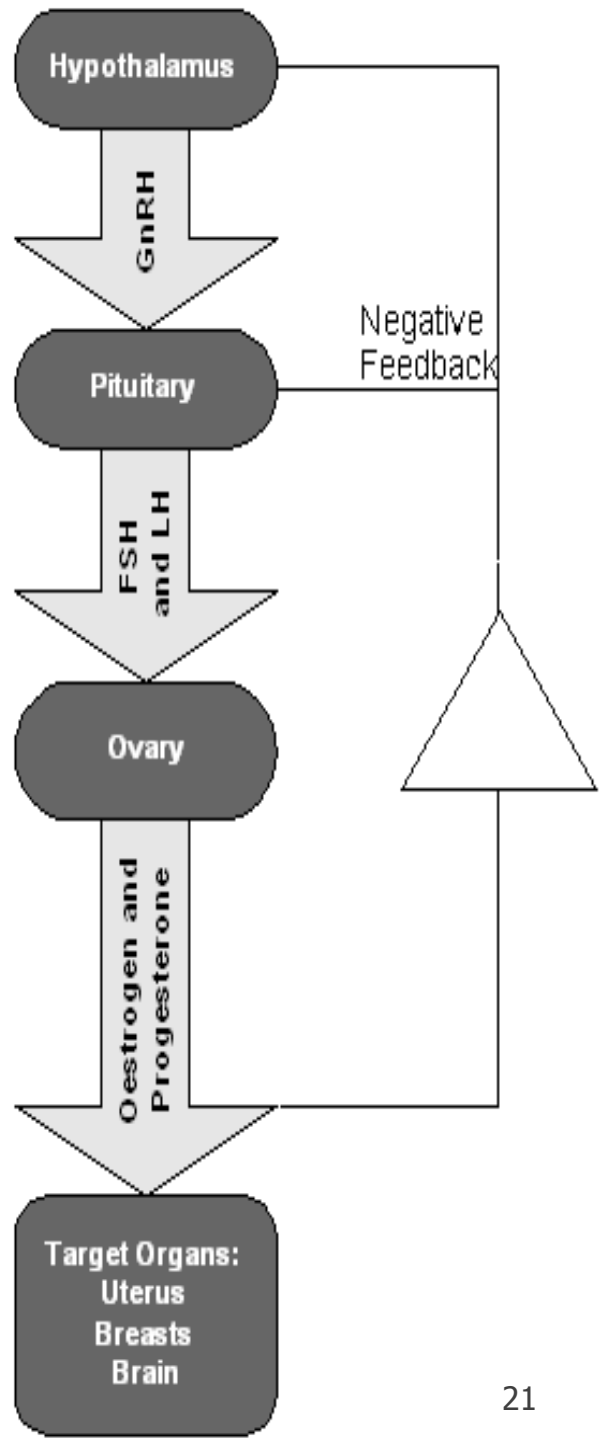 Hypothalamus
GnRH
Negative
Feedback
Pituitary
FSH
and LH
Ovary
Oestrogen and
Progesterone
Target Organs:
Uterus
Breasts
Brain
21